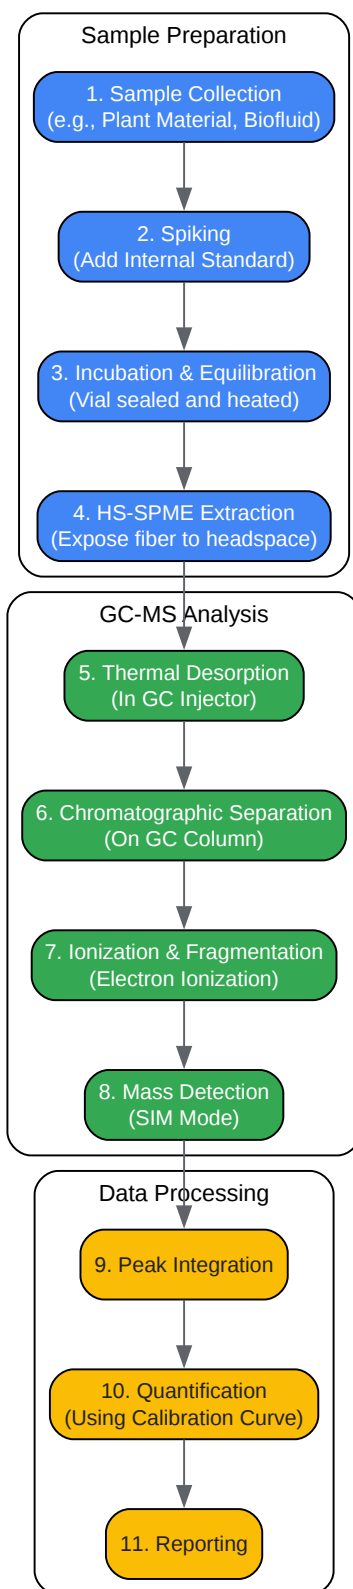 Sample Preparation
1. Sample Collection
(e.g., Plant Material, Biofluid)
2. Spiking
(Add Internal Standard)
3. Incubation & Equilibration
(Vial sealed and heated)
4. HS-SPME Extraction
(Expose fiber to headspace)
GC-MS Analysis
5. Thermal Desorption
(In GC Injector)
6. Chromatographic Separation
(On GC Column)
7. Ionization & Fragmentation
(Electron Ionization)
8. Mass Detection
(SIM Mode)
Data Processing
9. Peak Integration
10. Quantification
(Using Calibration Curve)
11. Reporting